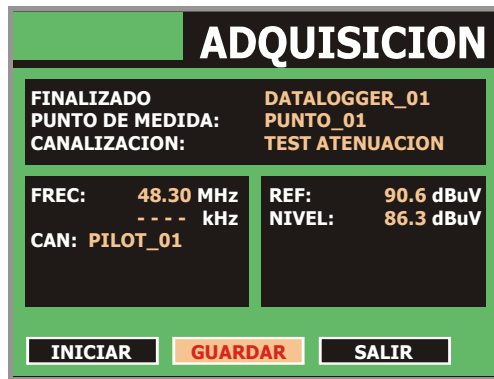 ADQUISICION
FINALIZADO DATALOGGER_01
PUNTO DE MEDIDA: PUNTO_01
CANALIZACION: TEST ATENUACION
FREC: 48.30 MHz
---- kHz
CAN: PILOT_01
REF: 90.6 dBuV
NIVEL: 86.3 dBuV
INICIAR GUARDAR SALIR